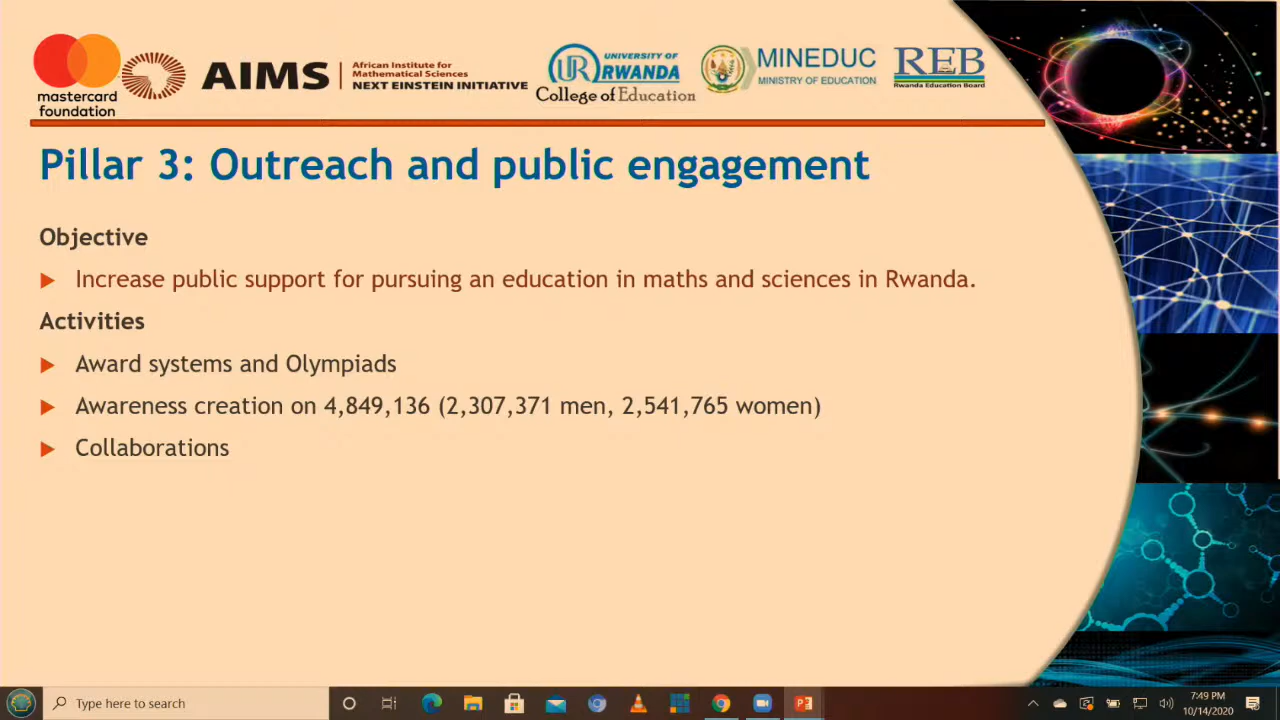 mastercard
foundation
AIMS
African Institute for
Mathematical Sciences
NEXT EINSTEIN INITIATIVE
UR
UNIVERSITY OF
RWANDA
College of Education
MINEDUC
MINISTRY OF EDUCATION
REB
Rwanda Education Board
Pillar 3: Outreach and public engagement
Objective
Increase public support for pursuing an education in maths and sciences in Rwanda.
Activities
Award systems and Olympiads
Awareness creation on 4,849,136 (2,307,371 men, 2,541,765 women)
Collaborations
Type here to search
7:49 PM
10/14/2020